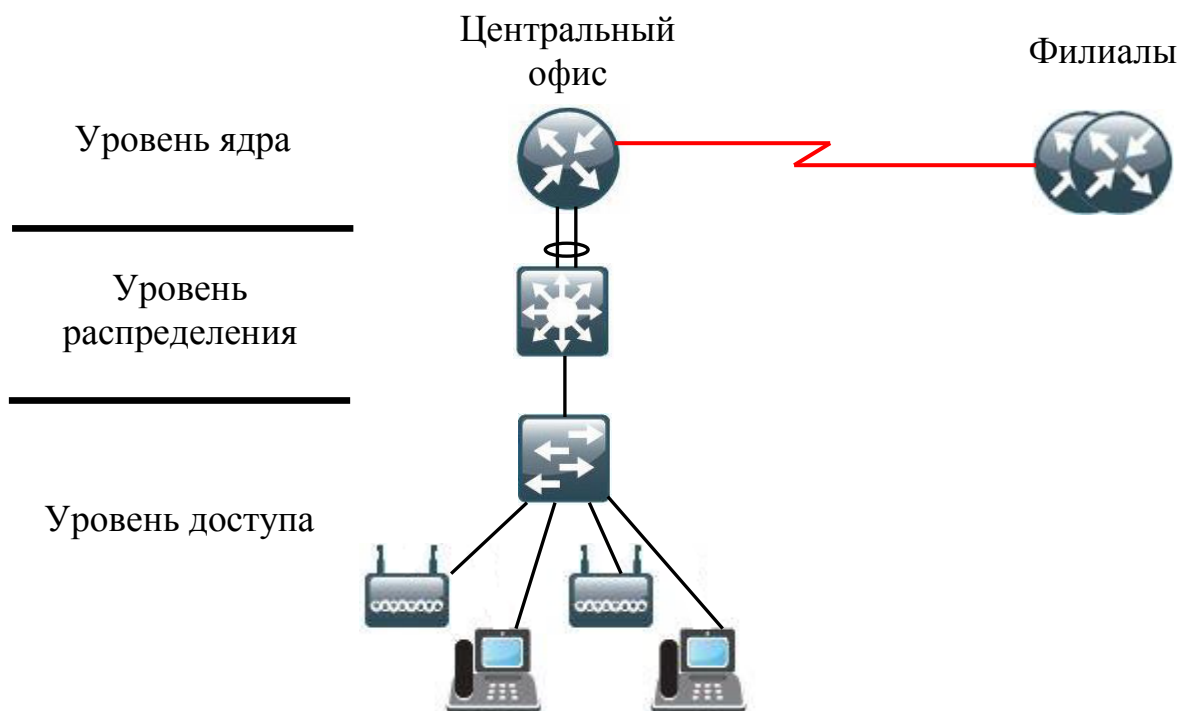 Центральный
офис
Филиалы
Уровень ядра
Уровень
распределения
Уровень доступа